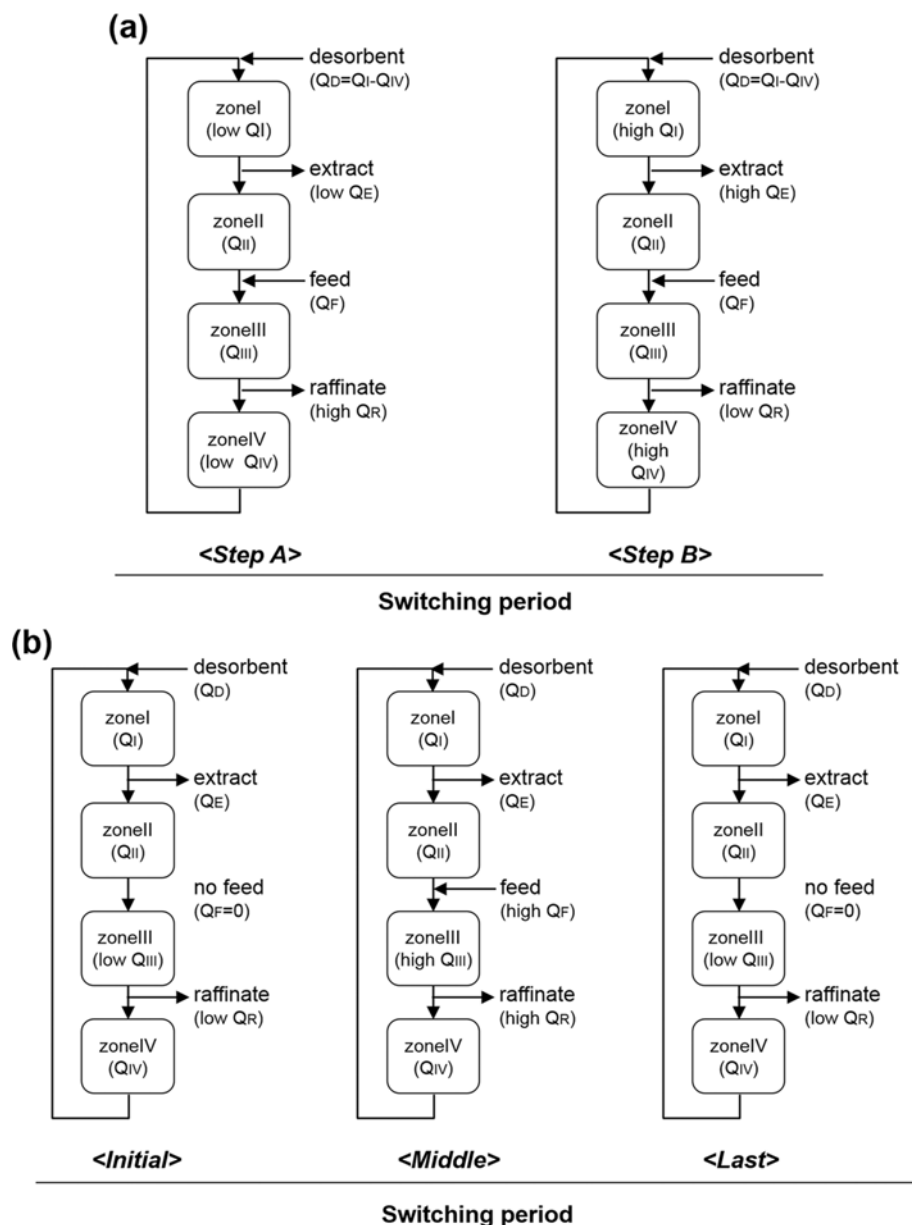 (a)
desorbent
(QD=QI-QIV)
zoneI
(low QI)
extract
(low QE)
zoneII
(QII)
feed
(QF)
zoneIII
(QIII)
raffinate
(high QR)
zoneIV
(low QIV)
<Step A>
desorbent
(QD=QI-QIV)
zoneI
(high QI)
extract
(high QE)
zoneII
(QII)
feed
(QF)
zoneIII
(QIII)
raffinate
(low QR)
zoneIV
(high
QIV)
<Step B>
Switching period
(b)
desorbent
(QD)
zoneI
(QI)
extract
(QE)
zoneII
(QII)
no feed
(QF=0)
zoneIII
(low QIII)
raffinate
(low QR)
zoneIV
(QIV)
<Initial>
desorbent
(QD)
zoneI
(QI)
extract
(QE)
zoneII
(QII)
feed
(high QF)
zoneIII
(high QIII)
raffinate
(high QR)
zoneIV
(QIV)
<Middle>
desorbent
(QD)
zoneI
(QI)
extract
(QE)
zoneII
(QII)
no feed
(QF=0)
zoneIII
(low QIII)
raffinate
(low QR)
zoneIV
(QIV)
<Last>
Switching period